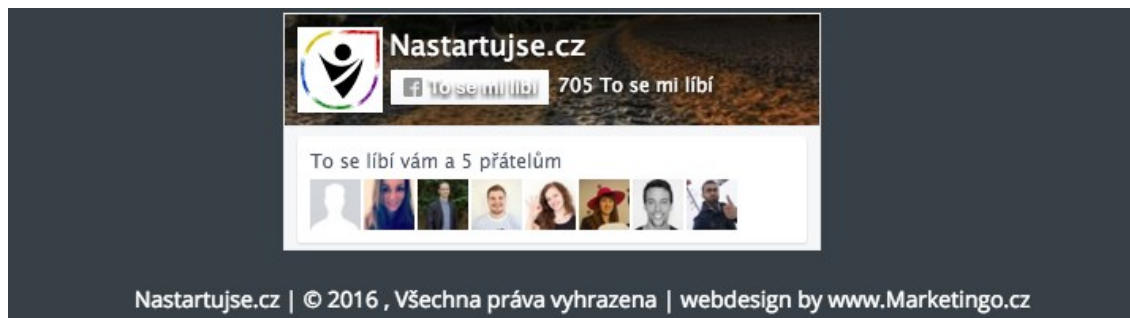 Nastartujse.cz
To se mi líbí
705 To se mi líbí
To se líbí vám a 5 přátelům
Nastartujse.cz | © 2016 , Všechna práva vyhrazena | webdesign by www.Marketingo.cz